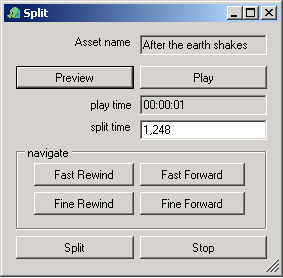 Split
Asset name After the earth shakes
Preview Play
play time 00:00:01
split time 1,248
navigate
Fast Rewind Fast Forward
Fine Rewind Fine Forward
Split Stop